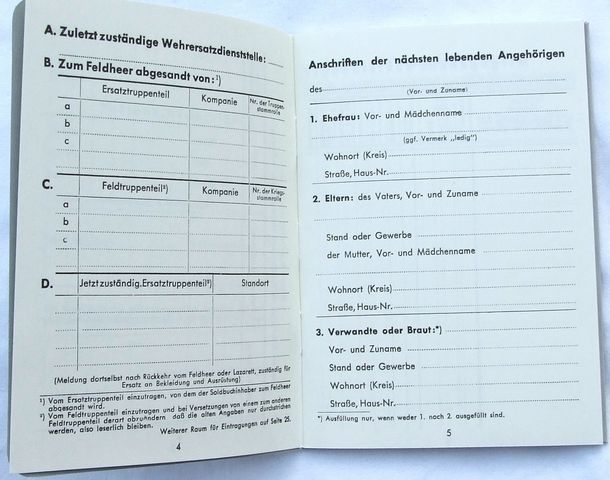 A. Zuletzt zuständige Wehrersatzdienststelle:
B. Zum Feldheer abgesandt von:¹)
Ersatztruppenteil Kompanie Nr. der Truppen-
stammrolle
a
b
c
C. Feldtruppenteil²) Kompanie Nr. der Kriegs-
stammrolle
a
b
c
D. Jetzt zuständig. Ersatztruppenteil²) Standort
(Meldung dortselbst nach Rückkehr vom Feldheer oder Lazarett, zuständig für
Ersatz an Bekleidung und Ausrüstung)
¹) Vom Ersatztruppenteil einzutragen, von dem der Soldbuchinhaber zum Feldheer
abgesandt wird.
²) Vom Feldtruppenteil einzutragen und bei Versetzungen von einem zum anderen
Feldtruppenteil derart abzuändern, daß die alten Angaben nur durchstrichen
werden, also leserlich bleiben.
Weiterer Raum für Eintragungen auf Seite 25.
4
Anschriften der nächsten lebenden Angehörigen
des
(Vor- und Zuname)
1. Ehefrau: Vor- und Mädchenname
(ggf. Vermerk „ledig")
Wohnort (Kreis)
Straße, Haus-Nr.
2. Eltern: des Vaters, Vor- und Zuname
Stand oder Gewerbe
der Mutter, Vor- und Mädchenname
Wohnort (Kreis)
Straße, Haus-Nr.
3. Verwandte oder Braut:*)
Vor- und Zuname
Stand oder Gewerbe
Wohnort (Kreis)
Straße, Haus-Nr.
*) Ausfüllung nur, wenn weder 1. noch 2. ausgefüllt sind.
5